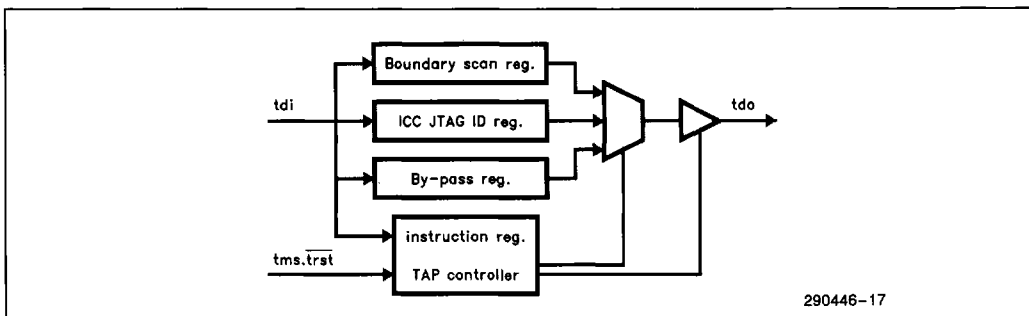 Boundary scan reg.
tdi
tdo
ICC JTAG ID reg.
By-pass reg.
instruction reg.
tms.trst
TAP controller
290446-17